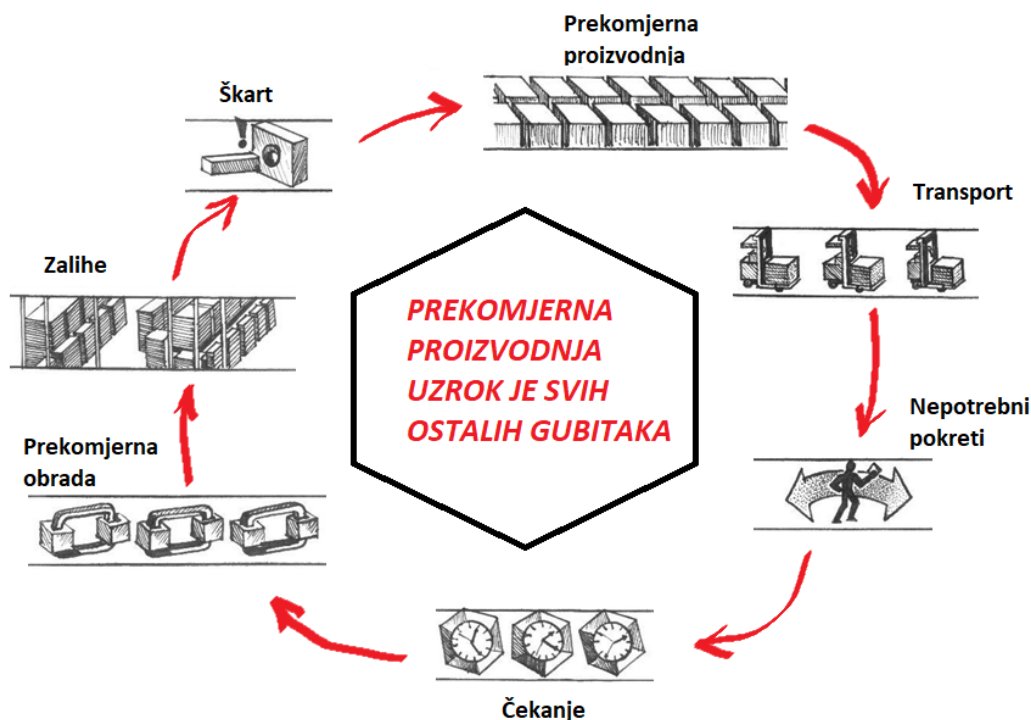 Prekomjerna
proizvodnja
Škart
Transport
Zalihe
PREKOMJERNA
PROIZVODNJA
UZROK JE SVIH
OSTALIH GUBITAKA
Nepotrebni
pokreti
Prekomjerna
obrada
Čekanje